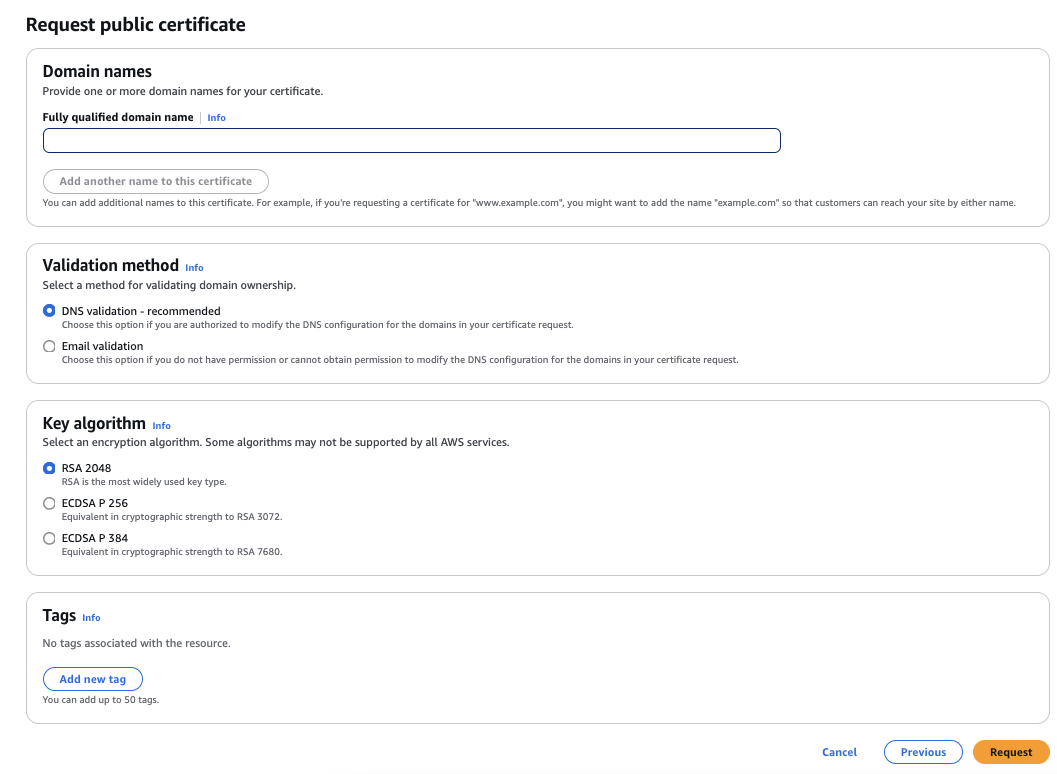 Request public certificate
Domain names
Provide one or more domain names for your certificate.
Fully qualified domain name | Info
Add another name to this certificate
You can add additional names to this certificate. For example, if you're requesting a certificate for "www.example.com", you might want to add the name "example.com" so that customers can reach your site by either name.
Validation method Info
Select a method for validating domain ownership.
DNS validation - recommended
Choose this option if you are authorized to modify the DNS configuration for the domains in your certificate request.
Email validation
Choose this option if you do not have permission or cannot obtain permission to modify the DNS configuration for the domains in your certificate request.
Key algorithm Info
Select an encryption algorithm. Some algorithms may not be supported by all AWS services.
RSA 2048
RSA is the most widely used key type.
ECDSA P 256
Equivalent in cryptographic strength to RSA 3072.
ECDSA P 384
Equivalent in cryptographic strength to RSA 7680.
Tags Info
No tags associated with the resource.
Add new tag
You can add up to 50 tags.
Cancel Previous Request